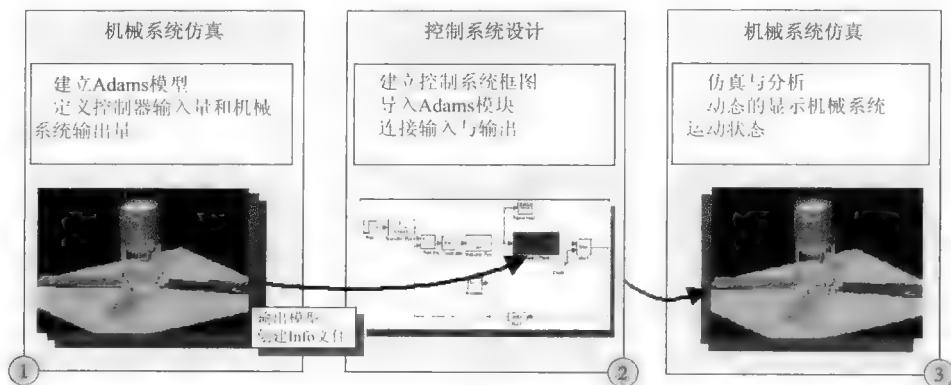 机械系统仿真
建立Adams模型
定义控制器输入量和机械
系统输出量
输出模型
创建Info文件
1
控制系统设计
建立控制系统框图
导入Adams模块
连接输入与输出
2
机械系统仿真
仿真与分析
动态的显示机械系统
运动状态
3